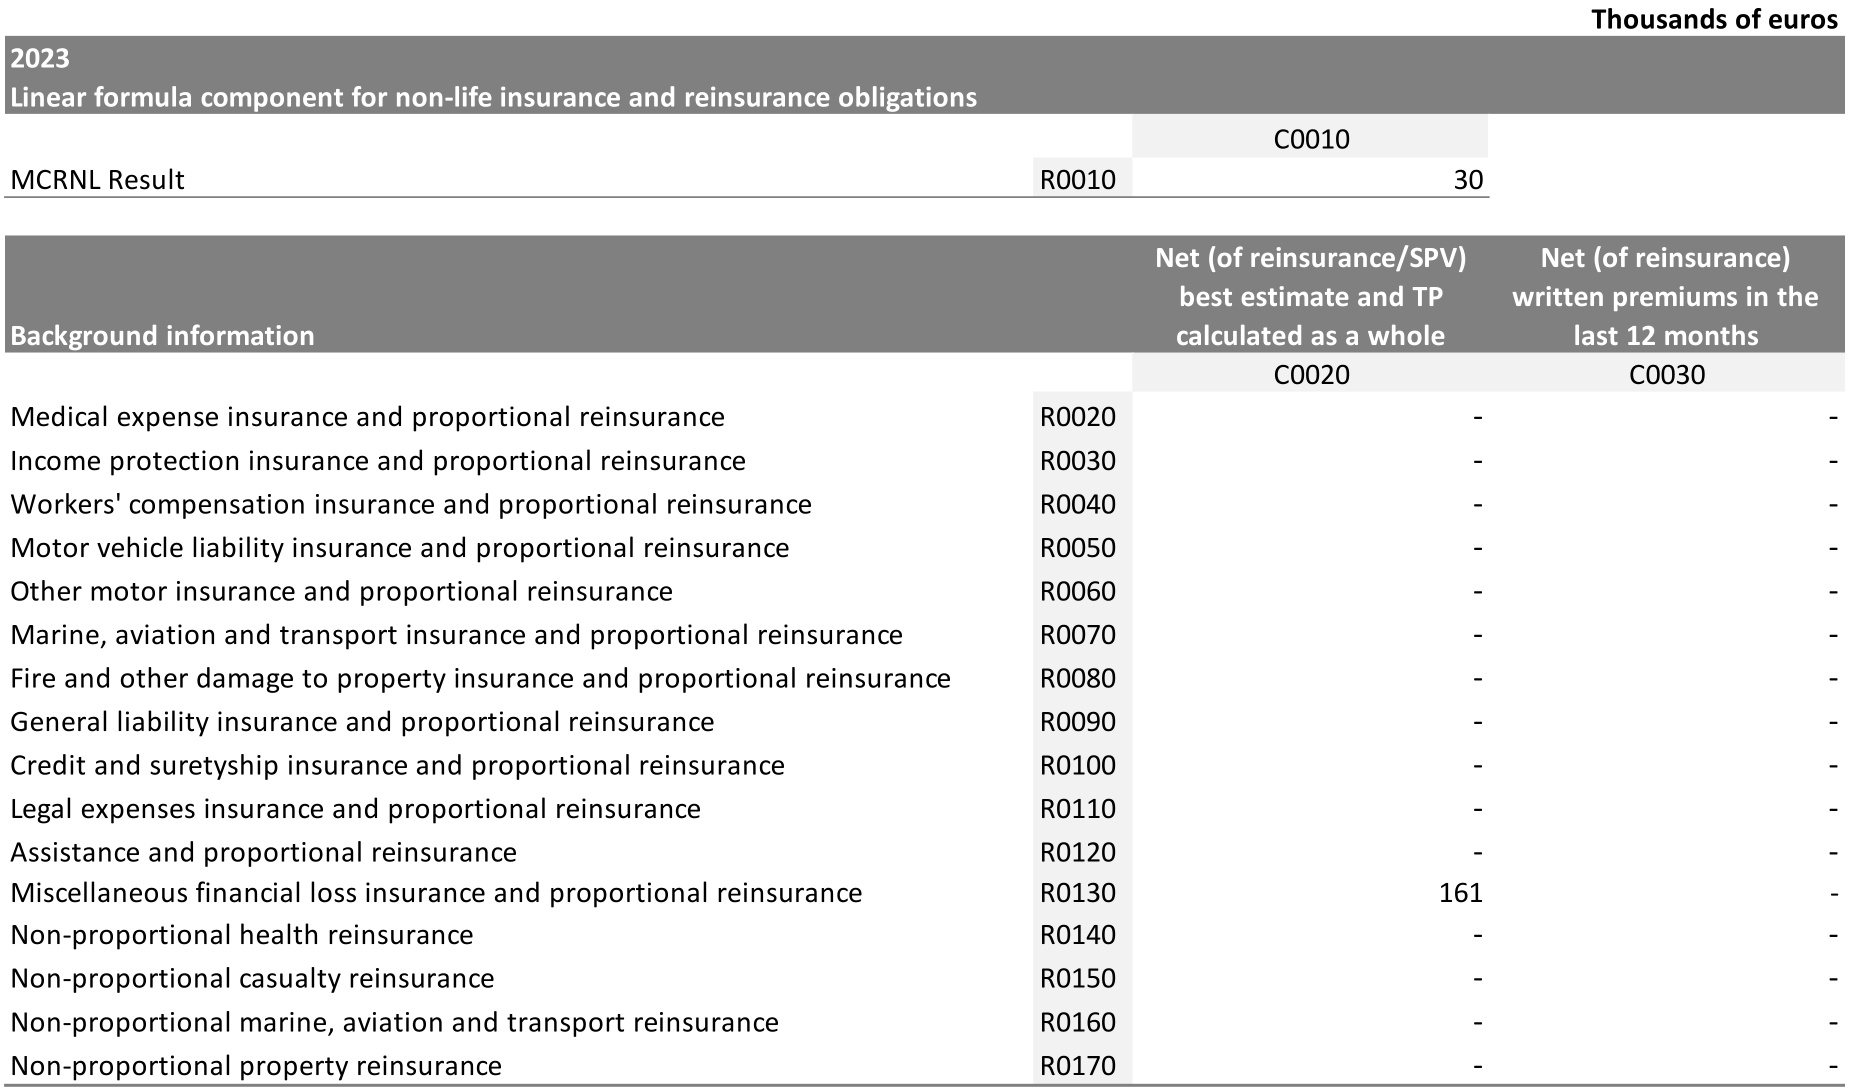 Thousands of euros
2023
Linear formula component for non-life insurance and reinsurance obligations
C0010
MCRNL Result R0010 30
Net (of reinsurance/SPV) Net (of reinsurance)
best estimate and TP written premiums in the
Background information calculated as a whole last 12 months
C0020 C0030
Medical expense insurance and proportional reinsurance R0020 - -
Income protection insurance and proportional reinsurance R0030 - -
Workers' compensation insurance and proportional reinsurance R0040 - -
Motor vehicle liability insurance and proportional reinsurance R0050 - -
Other motor insurance and proportional reinsurance R0060 - -
Marine, aviation and transport insurance and proportional reinsurance R0070 - -
Fire and other damage to property insurance and proportional reinsurance R0080 - -
General liability insurance and proportional reinsurance R0090 - -
Credit and suretyship insurance and proportional reinsurance R0100 - -
Legal expenses insurance and proportional reinsurance R0110 - -
Assistance and proportional reinsurance R0120 - -
Miscellaneous financial loss insurance and proportional reinsurance R0130 161 -
Non-proportional health reinsurance R0140 - -
Non-proportional casualty reinsurance R0150 - -
Non-proportional marine, aviation and transport reinsurance R0160 - -
Non-proportional property reinsurance R0170 - -